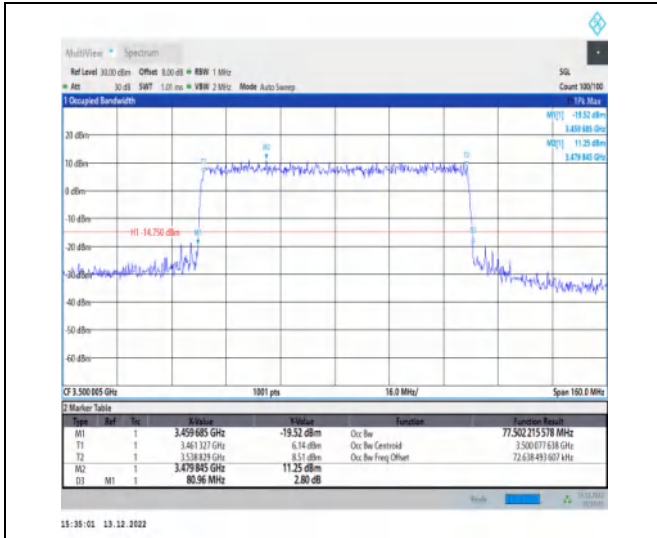 MultiView Spectrum
Ref Level 30.00 dBm Offset 8.00 dB RBW 1 MHz SGL
Att 30 dB SWT 1.01 ms VBW 2 MHz Mode Auto Sweep Count 100/100
1 Occupied Bandwidth 1Pk Max
M1[1] -19.52 dBm
3.459 685 GHz
M2[1] 11.25 dBm
3.479 845 GHz
20 dBm
M2
T1
T2
10 dBm
0 dBm
-10 dBm
H1 -14.750 dBm
M1
D3
-20 dBm
-30 dBm
-40 dBm
-50 dBm
-60 dBm
CF 3.500 005 GHz 1001 pts 16.0 MHz/ Span 160.0 MHz
2 Marker Table
Type Ref Trc X-Value Y-Value Function Function Result
M1 1 3.459 685 GHz -19.52 dBm Occ Bw 77.502 215 578 MHz
T1 1 3.461 327 GHz 6.14 dBm Occ Bw Centroid 3.500 077 638 GHz
T2 1 3.538 829 GHz 8.51 dBm Occ Bw Freq Offset 72.638 493 607 kHz
M2 1 3.479 845 GHz 11.25 dBm
D3 M1 1 80.96 MHz 2.80 dB
Ready
15:35:01 13.12.2022